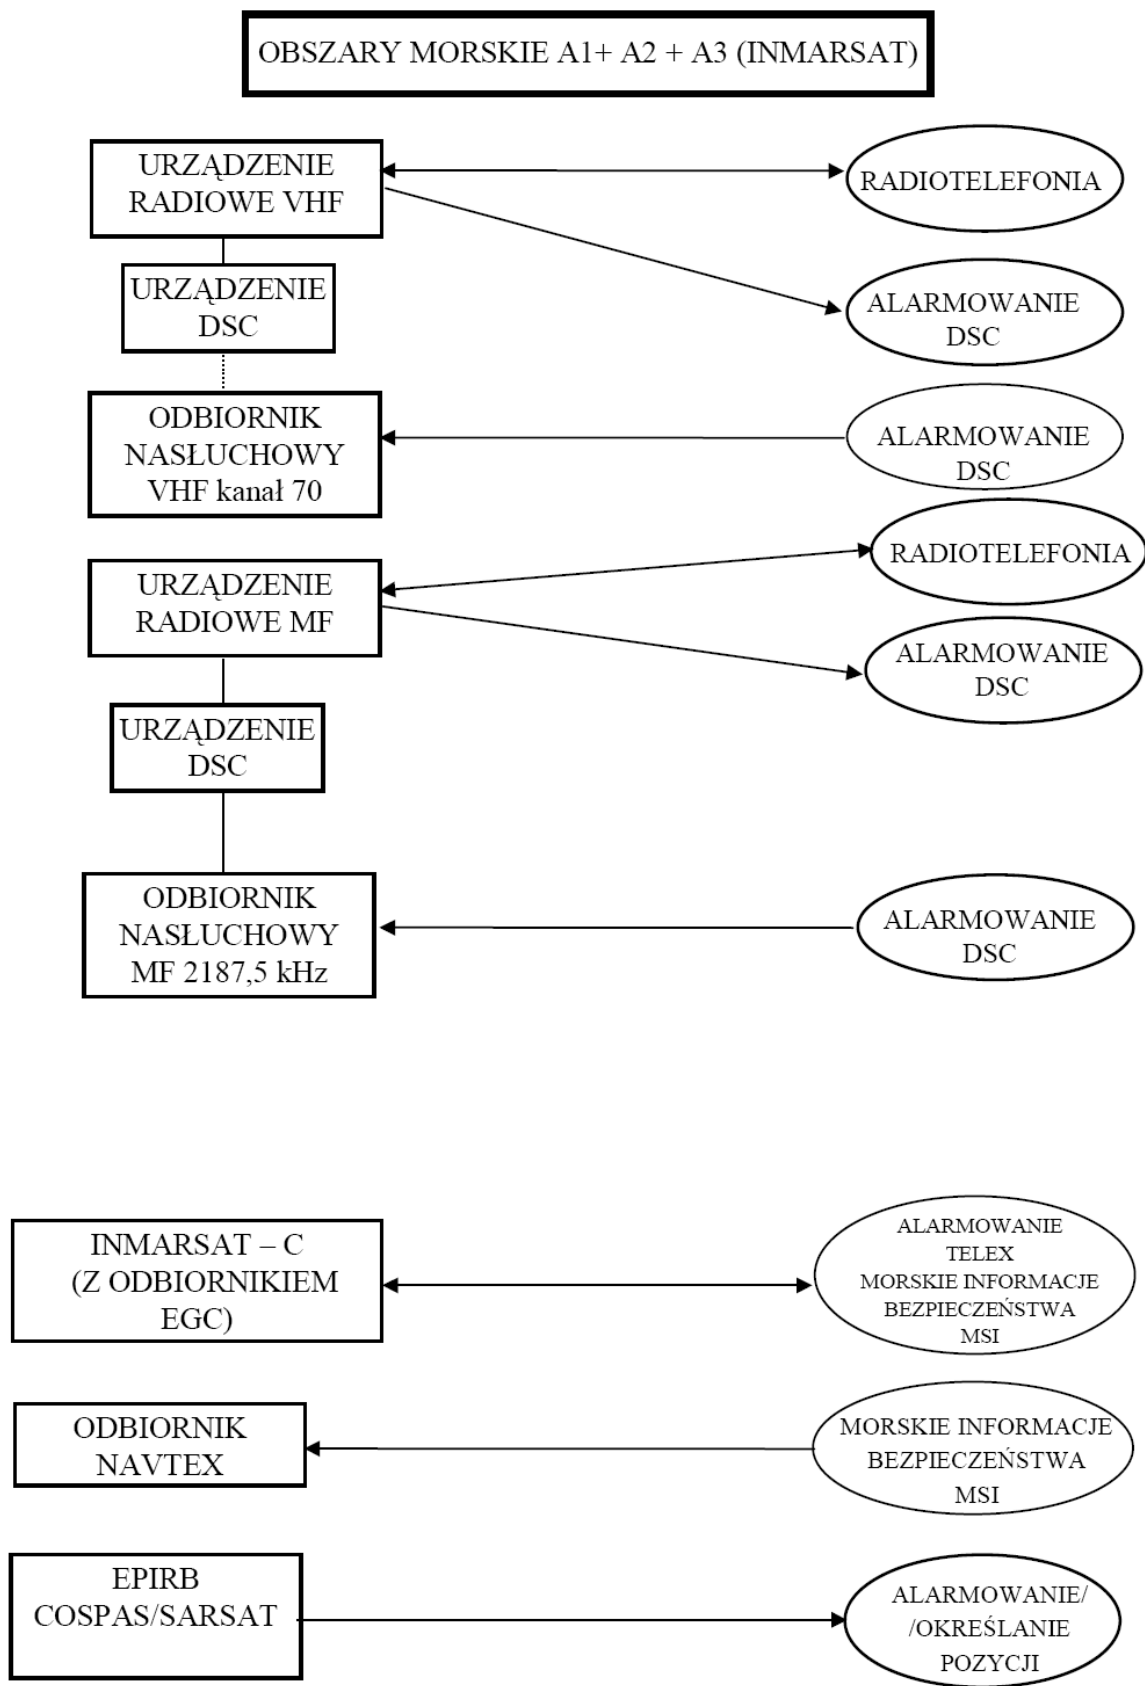 OBSZARY MORSKIE A1+ A2 + A3 (INMARSAT)
URZĄDZENIE
RADIOWE VHF
RADIOTELEFONIA
URZĄDZENIE
DSC
ALARMOWANIE
DSC
ODBIORNIK
NASŁUCHOWY
VHF kanał 70
ALARMOWANIE
DSC
URZĄDZENIE
RADIOWE MF
RADIOTELEFONIA
ALARMOWANIE
DSC
URZĄDZENIE
DSC
ODBIORNIK
NASŁUCHOWY
MF 2187,5 kHz
ALARMOWANIE
DSC
INMARSAT – C
(Z ODBIORNIKIEM
EGC)
ALARMOWANIE
TELEX
MORSKIE INFORMACJE
BEZPIECZEŃSTWA
MSI
ODBIORNIK
NAVTEX
MORSKIE INFORMACJE
BEZPIECZEŃSTWA
MSI
EPIRB
COSPAS/SARSAT
ALARMOWANIE/
/OKREŚLANIE
POZYCJI